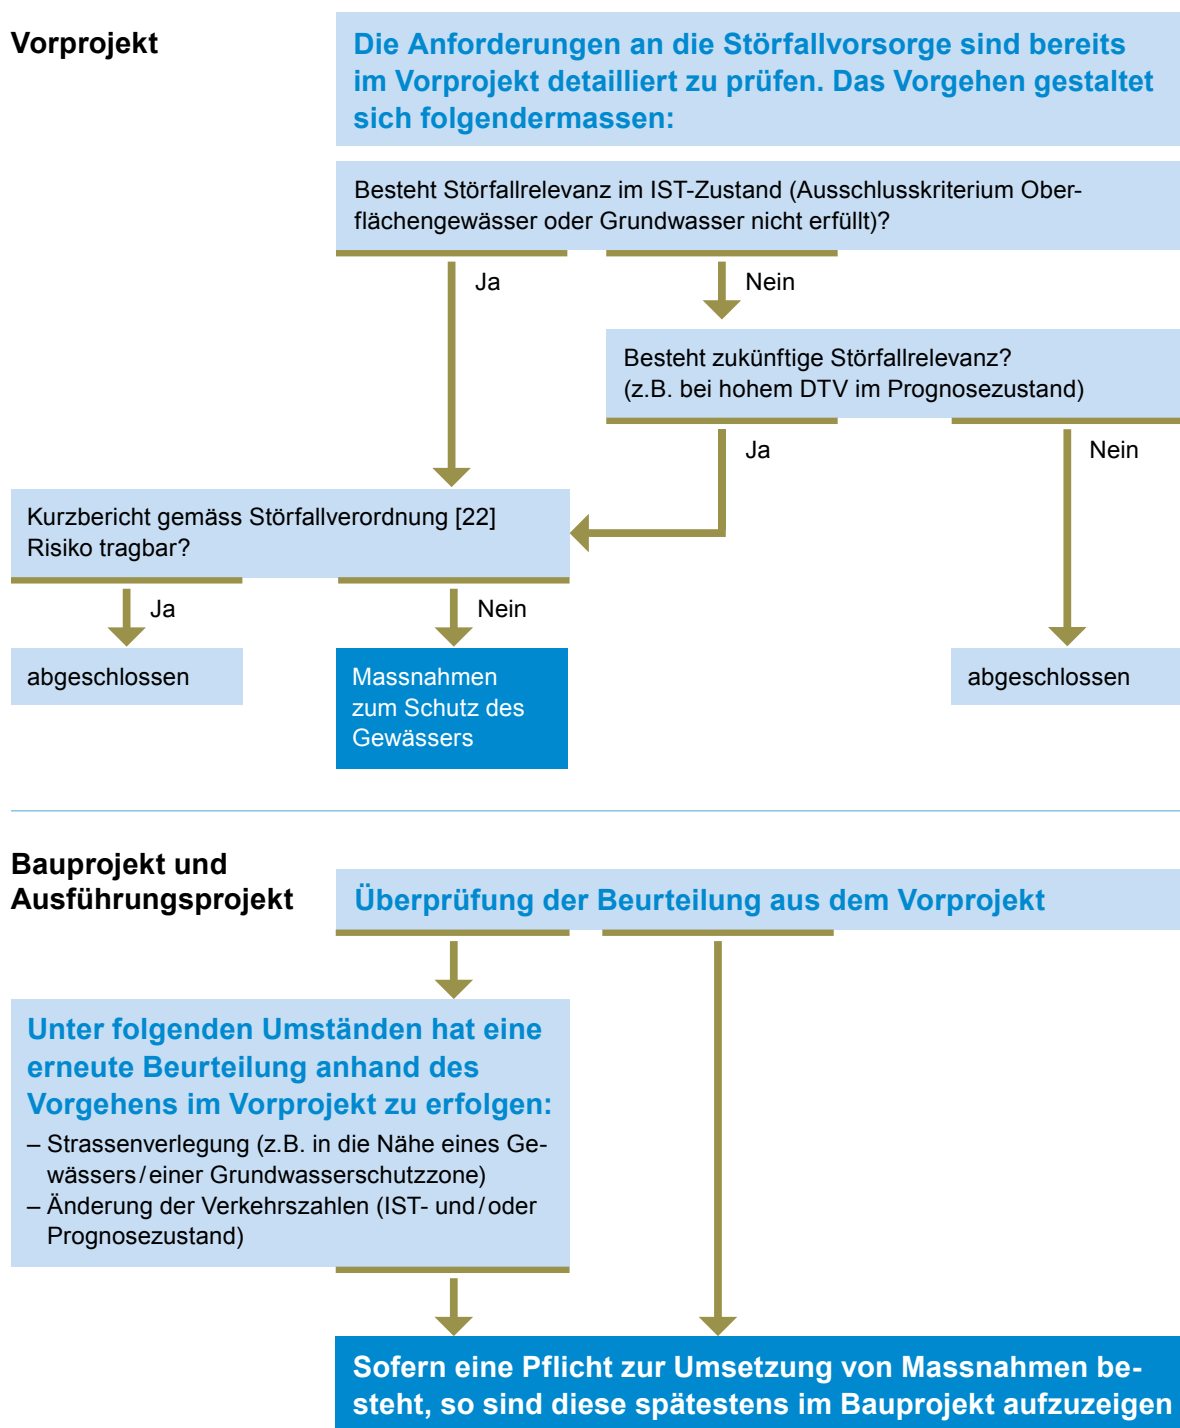 Vorprojekt
Die Anforderungen an die Störfallvorsorge sind bereits
im Vorprojekt detailliert zu prüfen. Das Vorgehen gestaltet
sich folgendermassen:
Besteht Störfallrelevanz im IST-Zustand (Ausschlusskriterium Ober-
flächengewässer oder Grundwasser nicht erfüllt)?
Ja
Nein
Besteht zukünftige Störfallrelevanz?
(z.B. bei hohem DTV im Prognosezustand)
Ja
Nein
Kurzbericht gemäss Störfallverordnung [22]
Risiko tragbar?
Ja
Nein
abgeschlossen
Massnahmen
zum Schutz des
Gewässers
abgeschlossen
Bauprojekt und
Ausführungsprojekt
Überprüfung der Beurteilung aus dem Vorprojekt
Unter folgenden Umständen hat eine
erneute Beurteilung anhand des
Vorgehens im Vorprojekt zu erfolgen:
– Strassenverlegung (z.B. in die Nähe eines Ge-
wässers/einer Grundwasserschutzzone)
– Änderung der Verkehrszahlen (IST- und/oder
Prognosezustand)
Sofern eine Pflicht zur Umsetzung von Massnahmen be-
steht, so sind diese spätestens im Bauprojekt aufzuzeigen